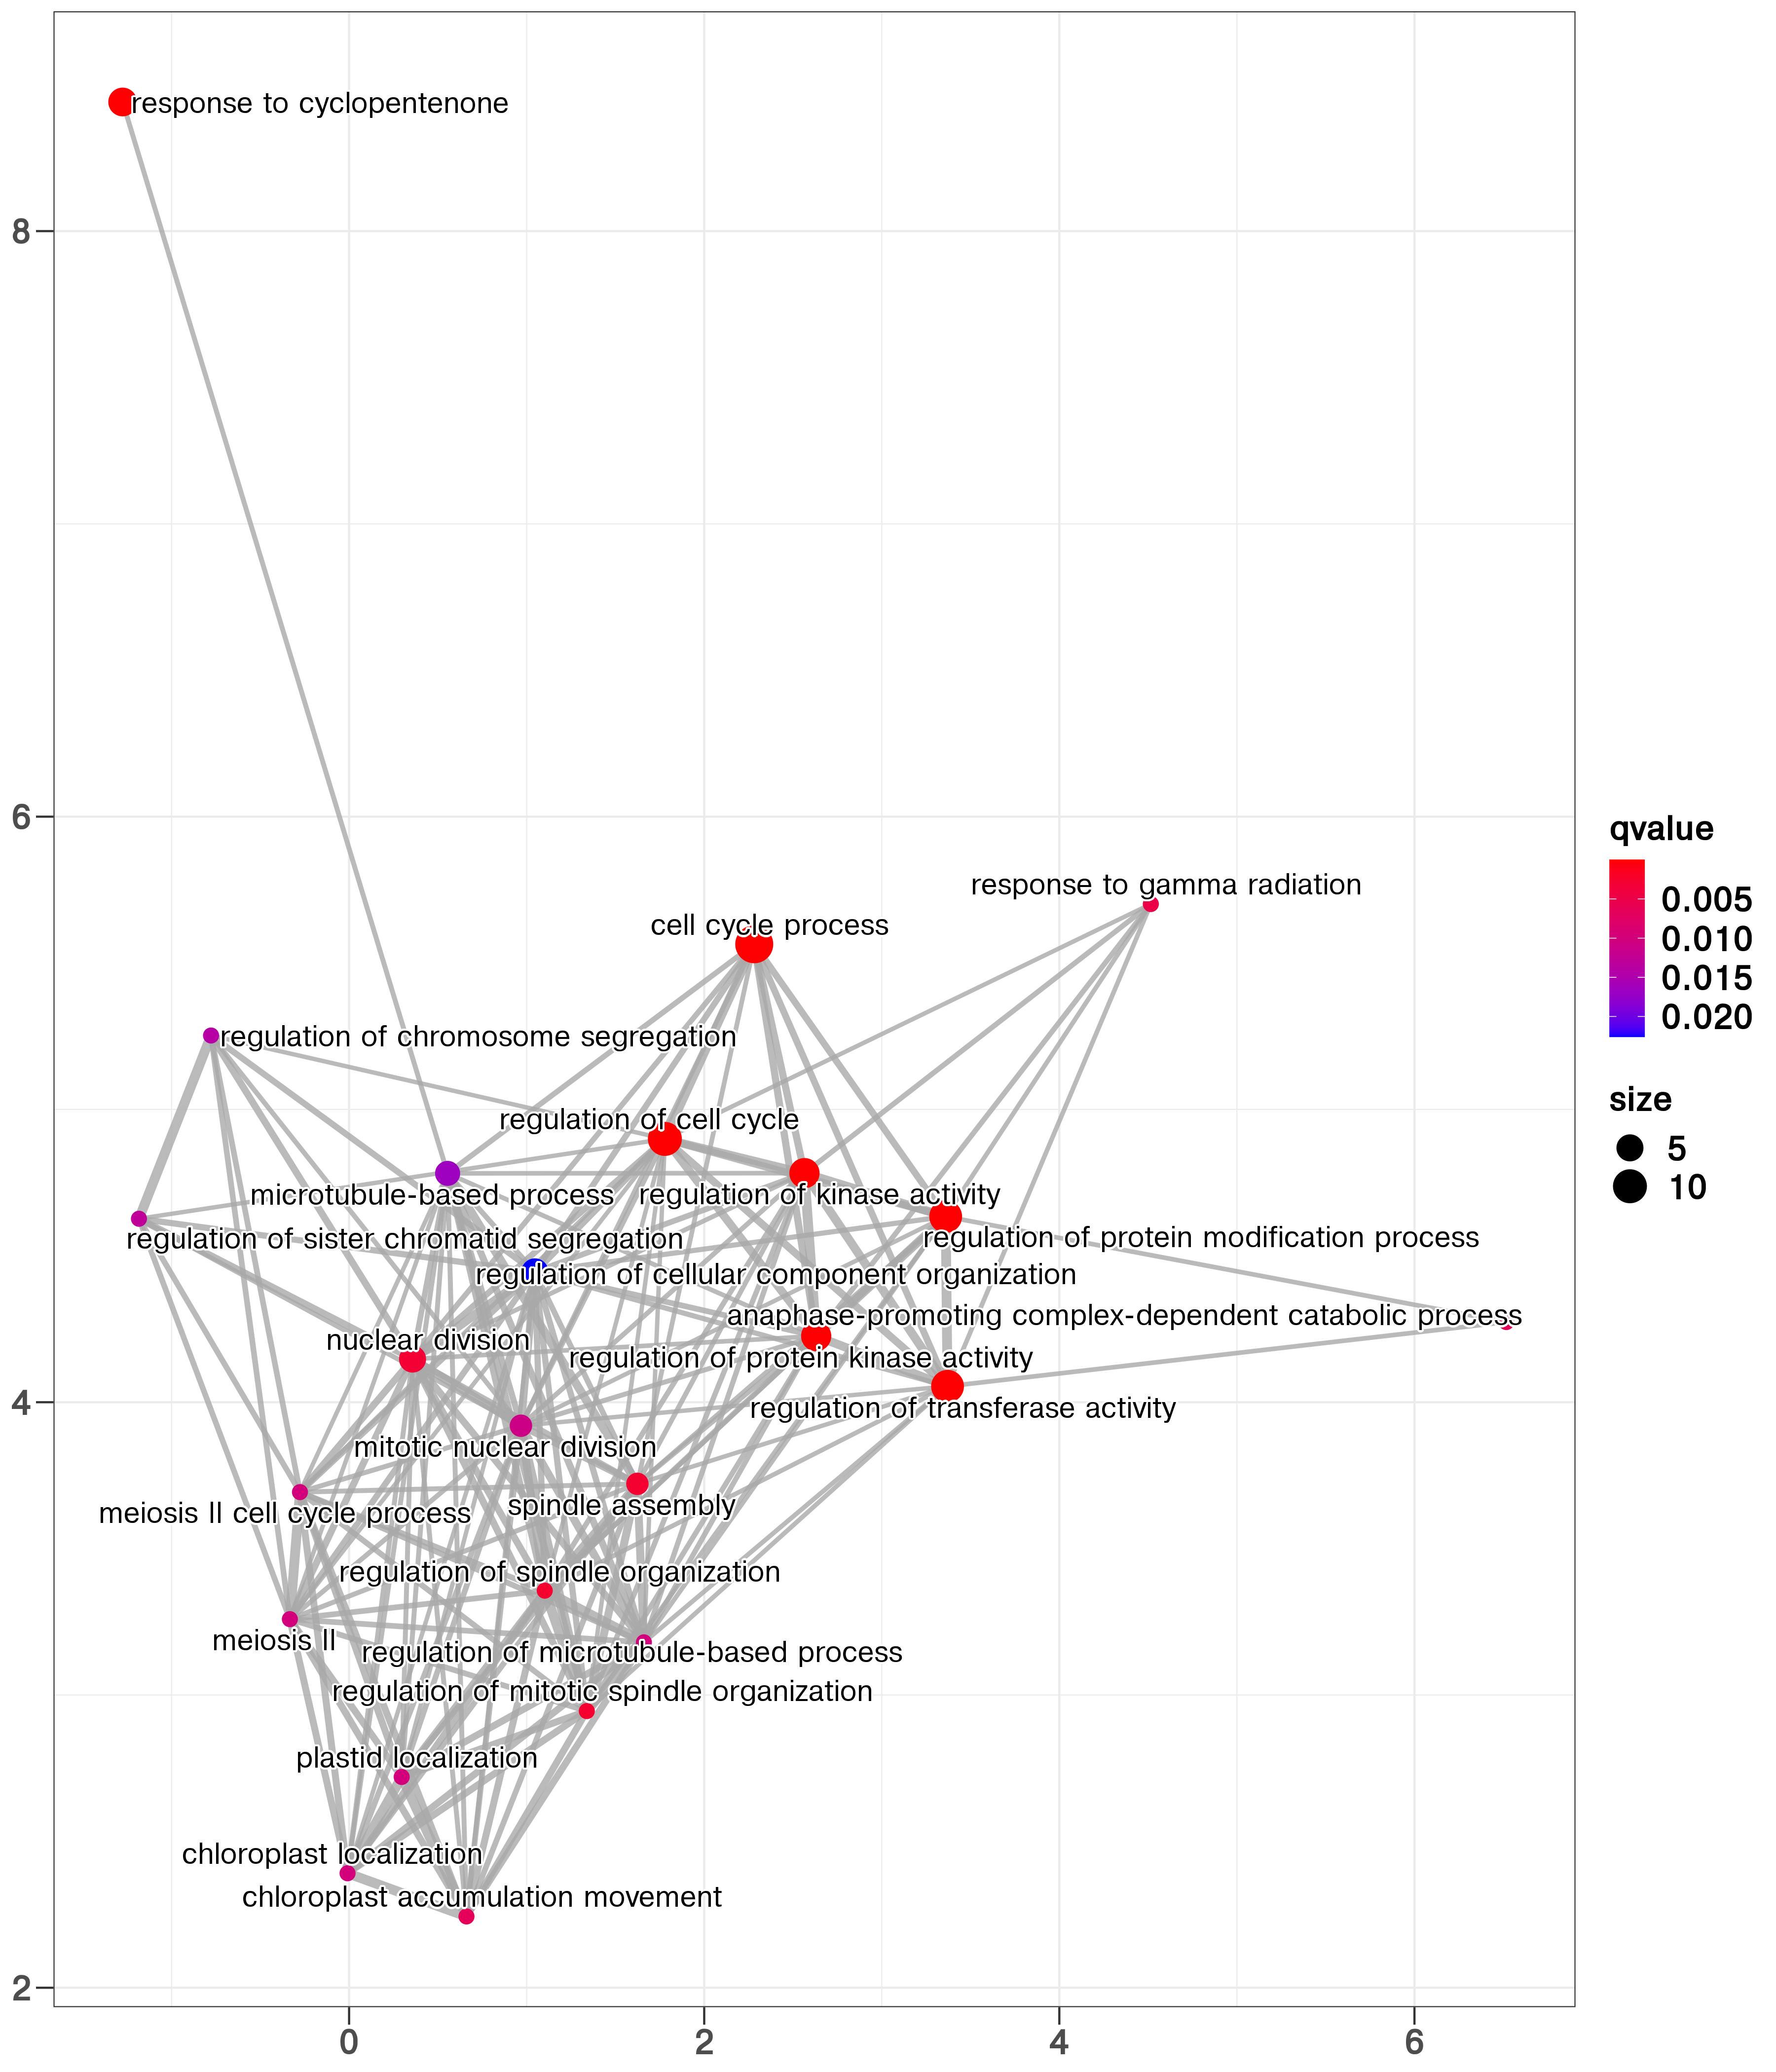 response to cyclopentenone
8
6
response to gamma radiation
cell cycle process
regulation of chromosome segregation
regulation of cell cycle
microtubule-based process
regulation of kinase activity
regulation of sister chromatid segregation
regulation of protein modification process
regulation of cellular component organization
anaphase-promoting complex-dependent catabolic process
nuclear division
regulation of protein kinase activity
4
regulation of transferase activity
mitotic nuclear division
spindle assembly
meiosis II cell cycle process
regulation of spindle organization
meiosis II
regulation of microtubule-based process
regulation of mitotic spindle organization
plastid localization
chloroplast localization
chloroplast accumulation movement
2
0
2
4
6
qvalue
0.005
0.010
0.015
0.020
size
5
10